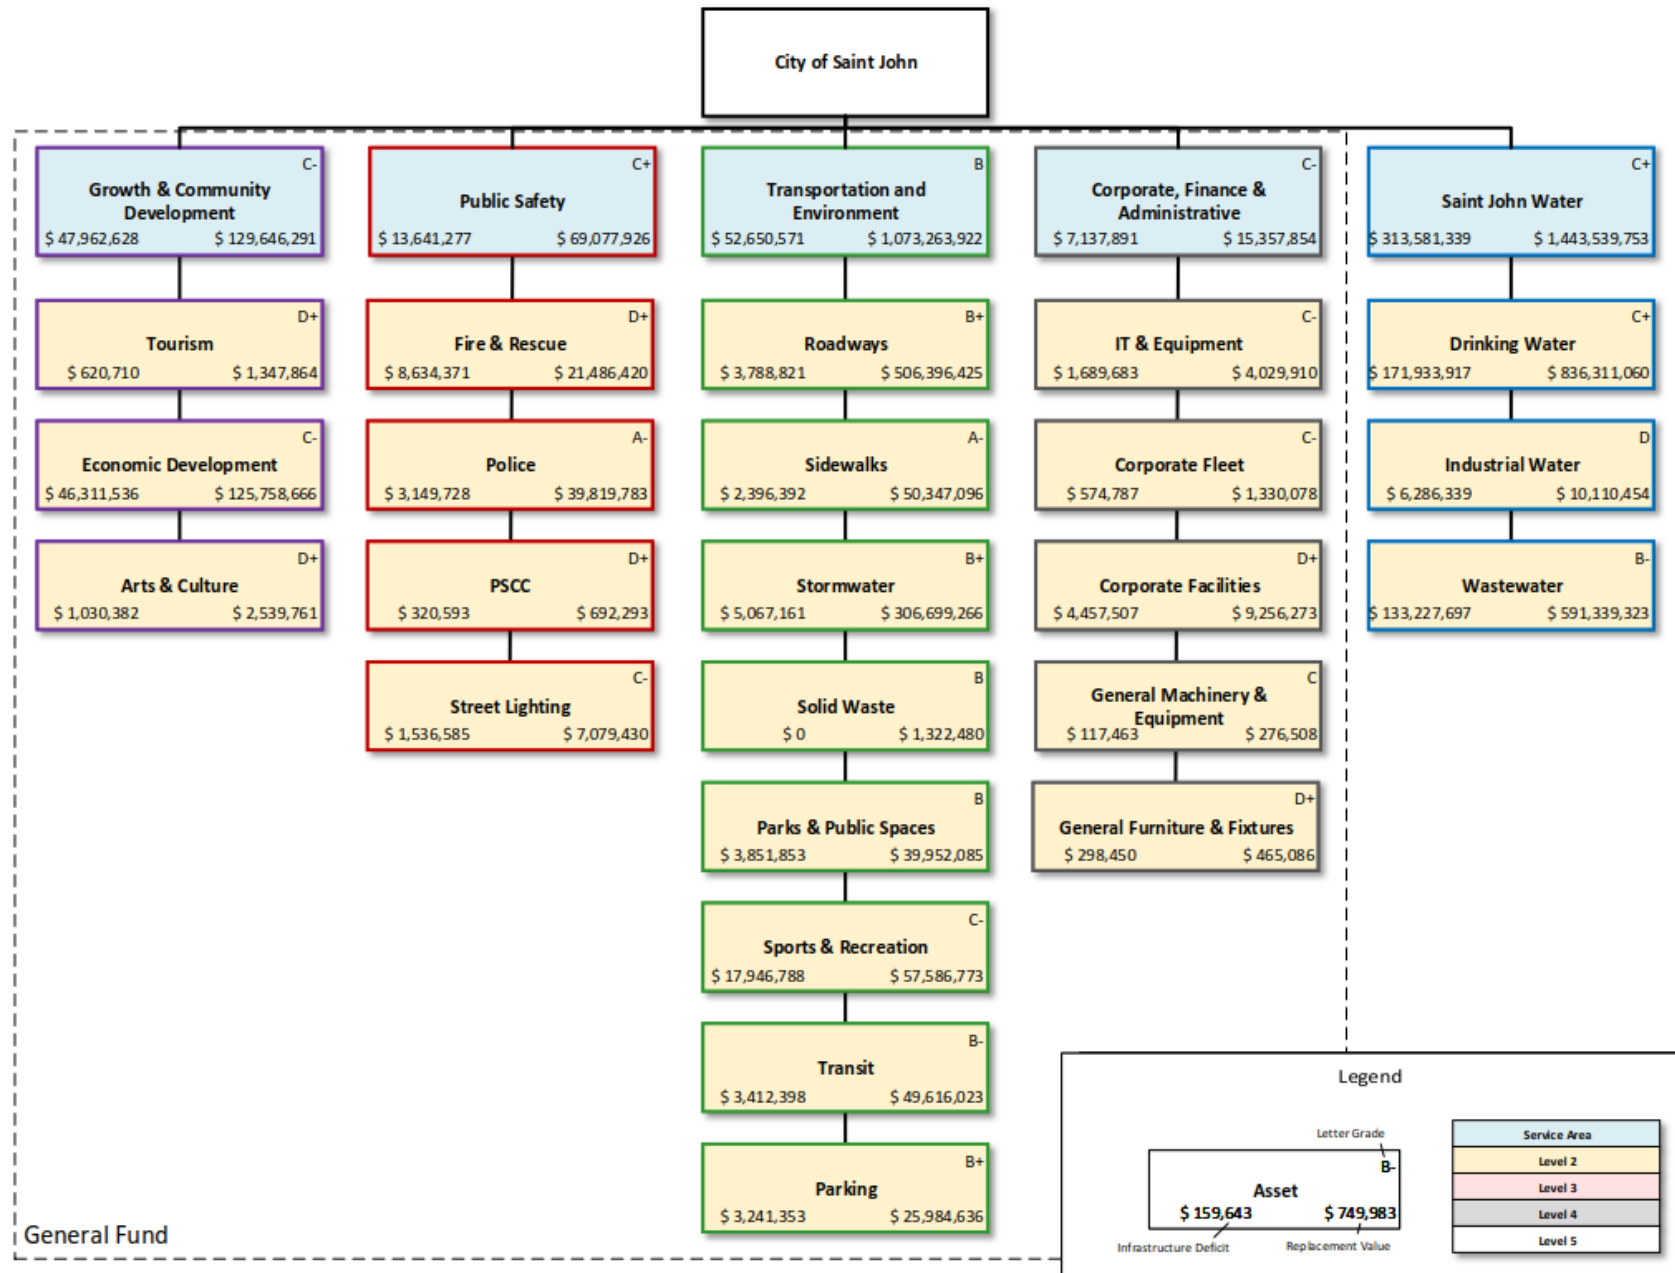 City of Saint John
C-
Growth & Community
Development
$ 47,962,628 $ 129,646,291
D+
Tourism
$ 620,710 $ 1,347,864
C-
Economic Development
$ 46,311,536 $ 125,758,666
D+
Arts & Culture
$ 1,030,382 $ 2,539,761
C+
Public Safety
$ 13,641,277 $ 69,077,926
D+
Fire & Rescue
$ 8,634,371 $ 21,486,420
A-
Police
$ 3,149,728 $ 39,819,783
D+
PSCC
$ 320,593 $ 692,293
C-
Street Lighting
$ 1,536,585 $ 7,079,430
B
Transportation and
Environment
$ 52,650,571 $ 1,073,263,922
B+
Roadways
$ 3,788,821 $ 506,396,425
A-
Sidewalks
$ 2,396,392 $ 50,347,096
B+
Stormwater
$ 5,067,161 $ 306,699,266
B
Solid Waste
$ 0 $ 1,322,480
B
Parks & Public Spaces
$ 3,851,853 $ 39,952,085
C-
Sports & Recreation
$ 17,946,788 $ 57,586,773
B-
Transit
$ 3,412,398 $ 49,616,023
B+
Parking
$ 3,241,353 $ 25,984,636
C-
Corporate, Finance &
Administrative
$ 7,137,891 $ 15,357,854
C-
IT & Equipment
$ 1,689,683 $ 4,029,910
C-
Corporate Fleet
$ 574,787 $ 1,330,078
D+
Corporate Facilities
$ 4,457,507 $ 9,256,273
C
General Machinery &
Equipment
$ 117,463 $ 276,508
D+
General Furniture & Fixtures
$ 298,450 $ 465,086
C+
Saint John Water
$ 313,581,339 $ 1,443,539,753
C+
Drinking Water
$ 171,933,917 $ 836,311,060
D
Industrial Water
$ 6,286,339 $ 10,110,454
B-
Wastewater
$ 133,227,697 $ 591,339,323
General Fund
Legend
Letter Grade
B-
Asset
$ 159,643 $ 749,983
Infrastructure Deficit Replacement Value
Service Area
Level 2
Level 3
Level 4
Level 5